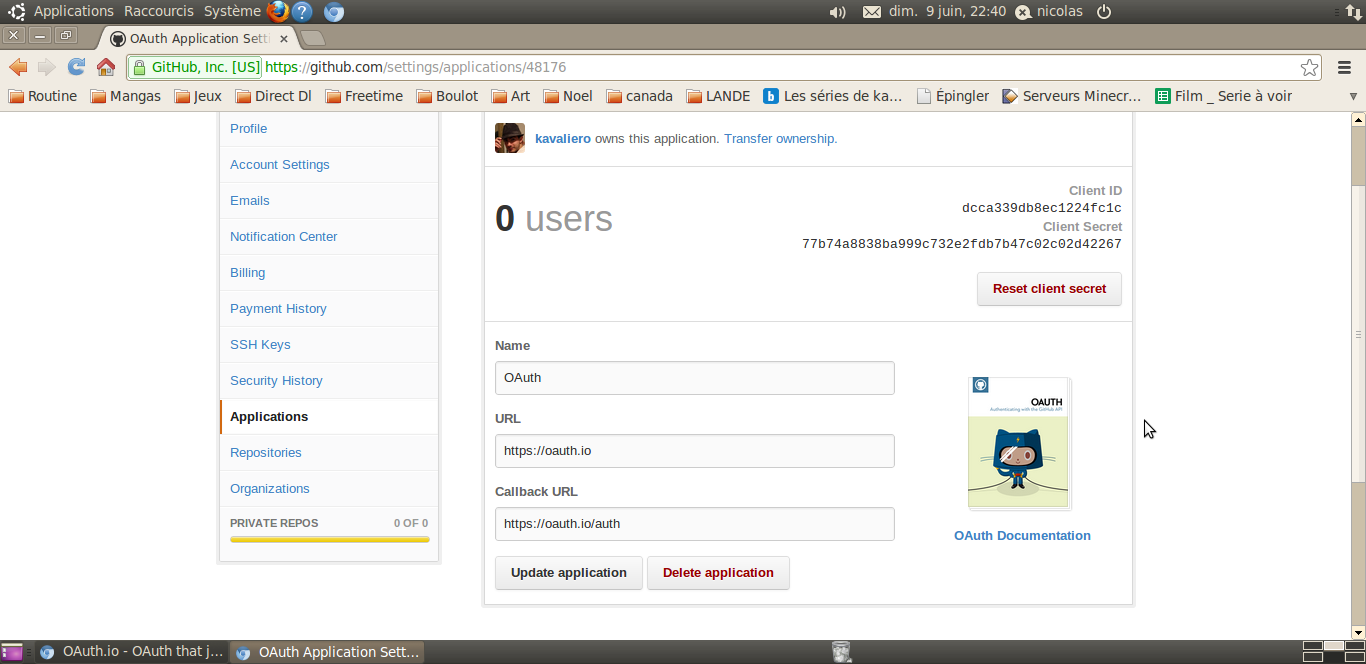 Applications Raccourcis Système
dim. 9 juin, 22:40 nicolas
OAuth Application Setti
GitHub, Inc. [US] https://github.com/settings/applications/48176
Routine Mangas Jeux Direct Dl Freetime Boulot Art Noel canada LANDE Les séries de ka... Épingler Serveurs Minecr... Film _ Serie à voir
Profile
Account Settings
Emails
Notification Center
Billing
Payment History
SSH Keys
Security History
Applications
Repositories
Organizations
PRIVATE REPOS 0 OF 0
kavaliero owns this application. Transfer ownership.
0 users
Client ID
dcca339db8ec1224fc1c
Client Secret
77b74a8838ba999c732e2fdb7b47c02c02d42267
Reset client secret
Name
OAuth
URL
https://oauth.io
Callback URL
https://oauth.io/auth
Update application Delete application
OAUTH
Authenticating with the GitHub API
OAuth Documentation
OAuth.io - OAuth that j... OAuth Application Sett...